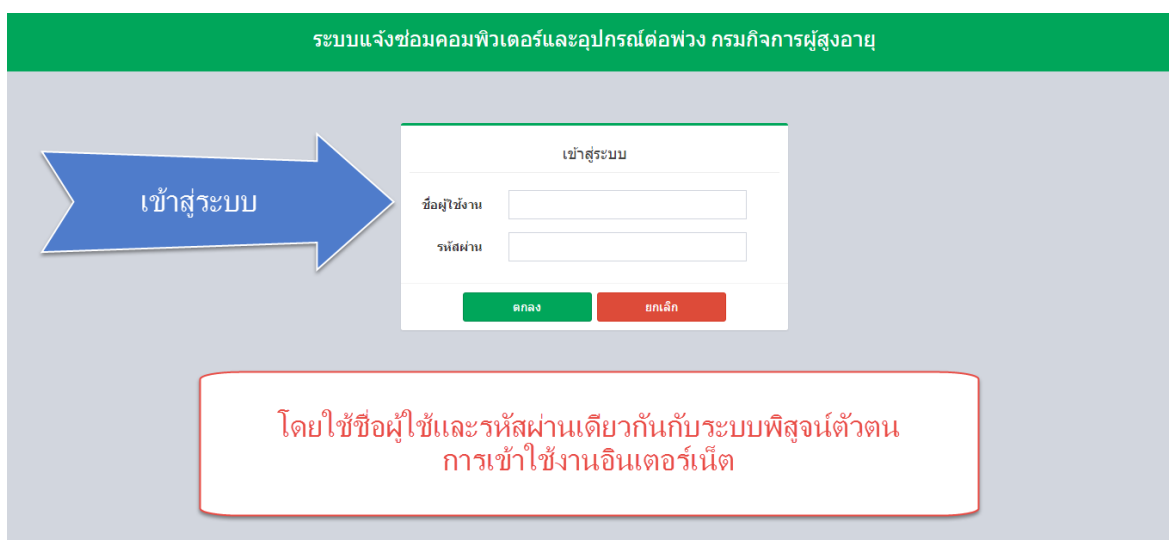 ระบบแจ้งซ่อมคอมพิวเตอร์และอุปกรณ์ต่อพ่วง กรมกิจการผู้สูงอายุ
เข้าสู่ระบบ
เข้าสู่ระบบ
ชื่อผู้ใช้งาน
รหัสผ่าน
ตกลง ยกเลิก
โดยใช้ชื่อผู้ใช้และรหัสผ่านเดียวกันกับระบบพิสูจน์ตัวตน
การเข้าใช้งานอินเตอร์เน็ต